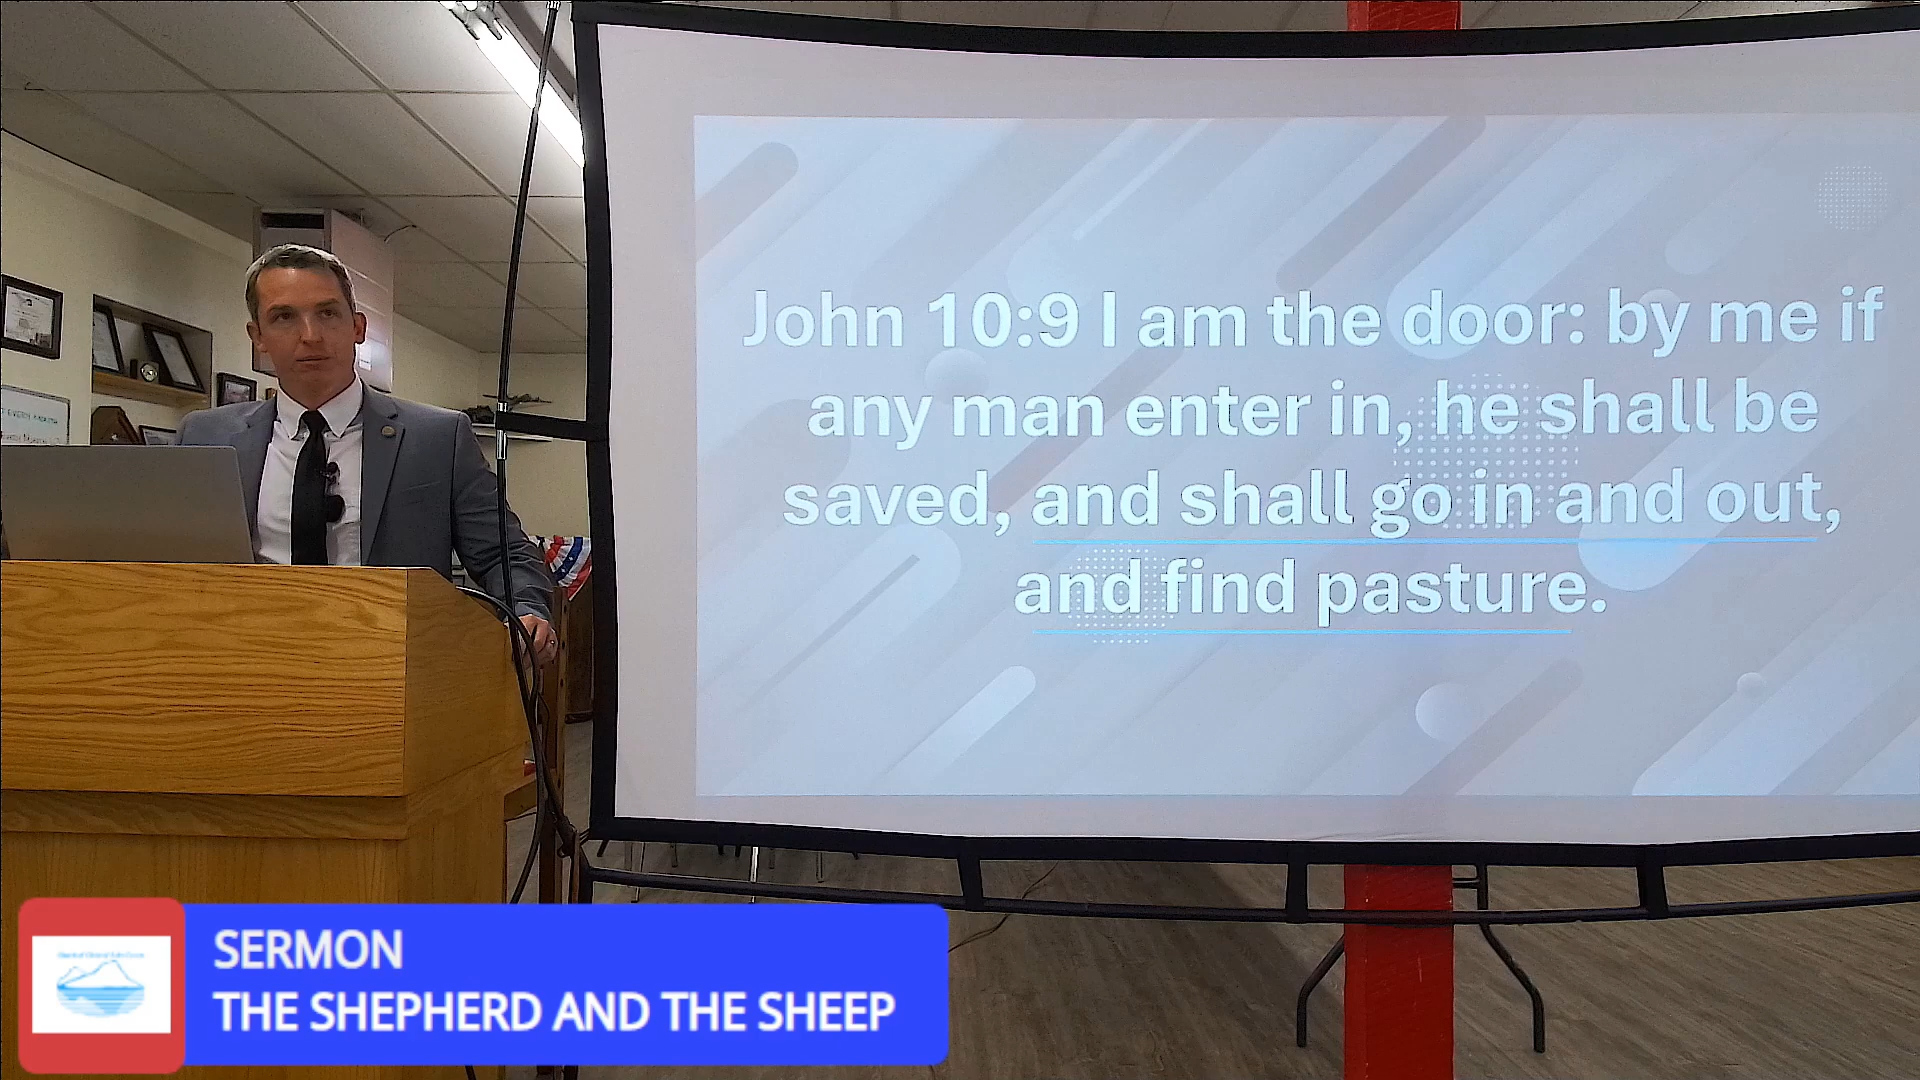 John 10:9 I am the door: by me if
any man enter in, he shall be
saved, and shall go in and out,
and find pasture.
SERMON
THE SHEPHERD AND THE SHEEP